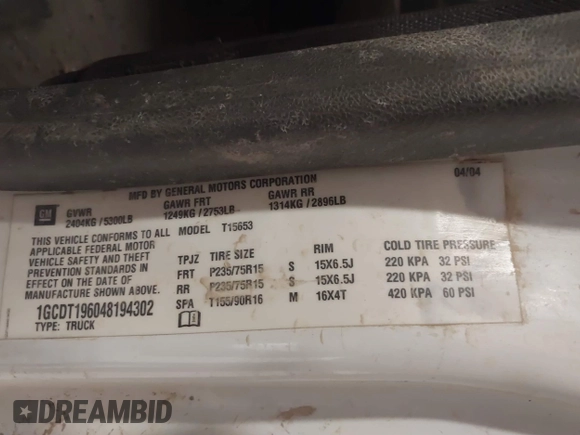 MFD BY GENERAL MOTORS CORPORATION 04/04
GM GVWR GAWR FRT GAWR RR
2404KG / 5300LB 1249KG / 2753LB 1314KG / 2896LB
THIS VEHICLE CONFORMS TO ALL MODEL T15653
APPLICABLE FEDERAL MOTOR
VEHICLE SAFETY AND THEFT
PREVENTION STANDARDS IN
EFFECT ON THE DATE OF
MANUFACTURE SHOWN ABOVE.
1GCDT196048194302
TYPE: TRUCK
TPJZ TIRE SIZE RIM COLD TIRE PRESSURE
FRT P235/75R15 S 15X6.5J 220 KPA 32 PSI
RR P235/75R15 S 15X6.5J 220 KPA 32 PSI
SPA T155/90R16 M 16X4T 420 KPA 60 PSI
DREAMBID